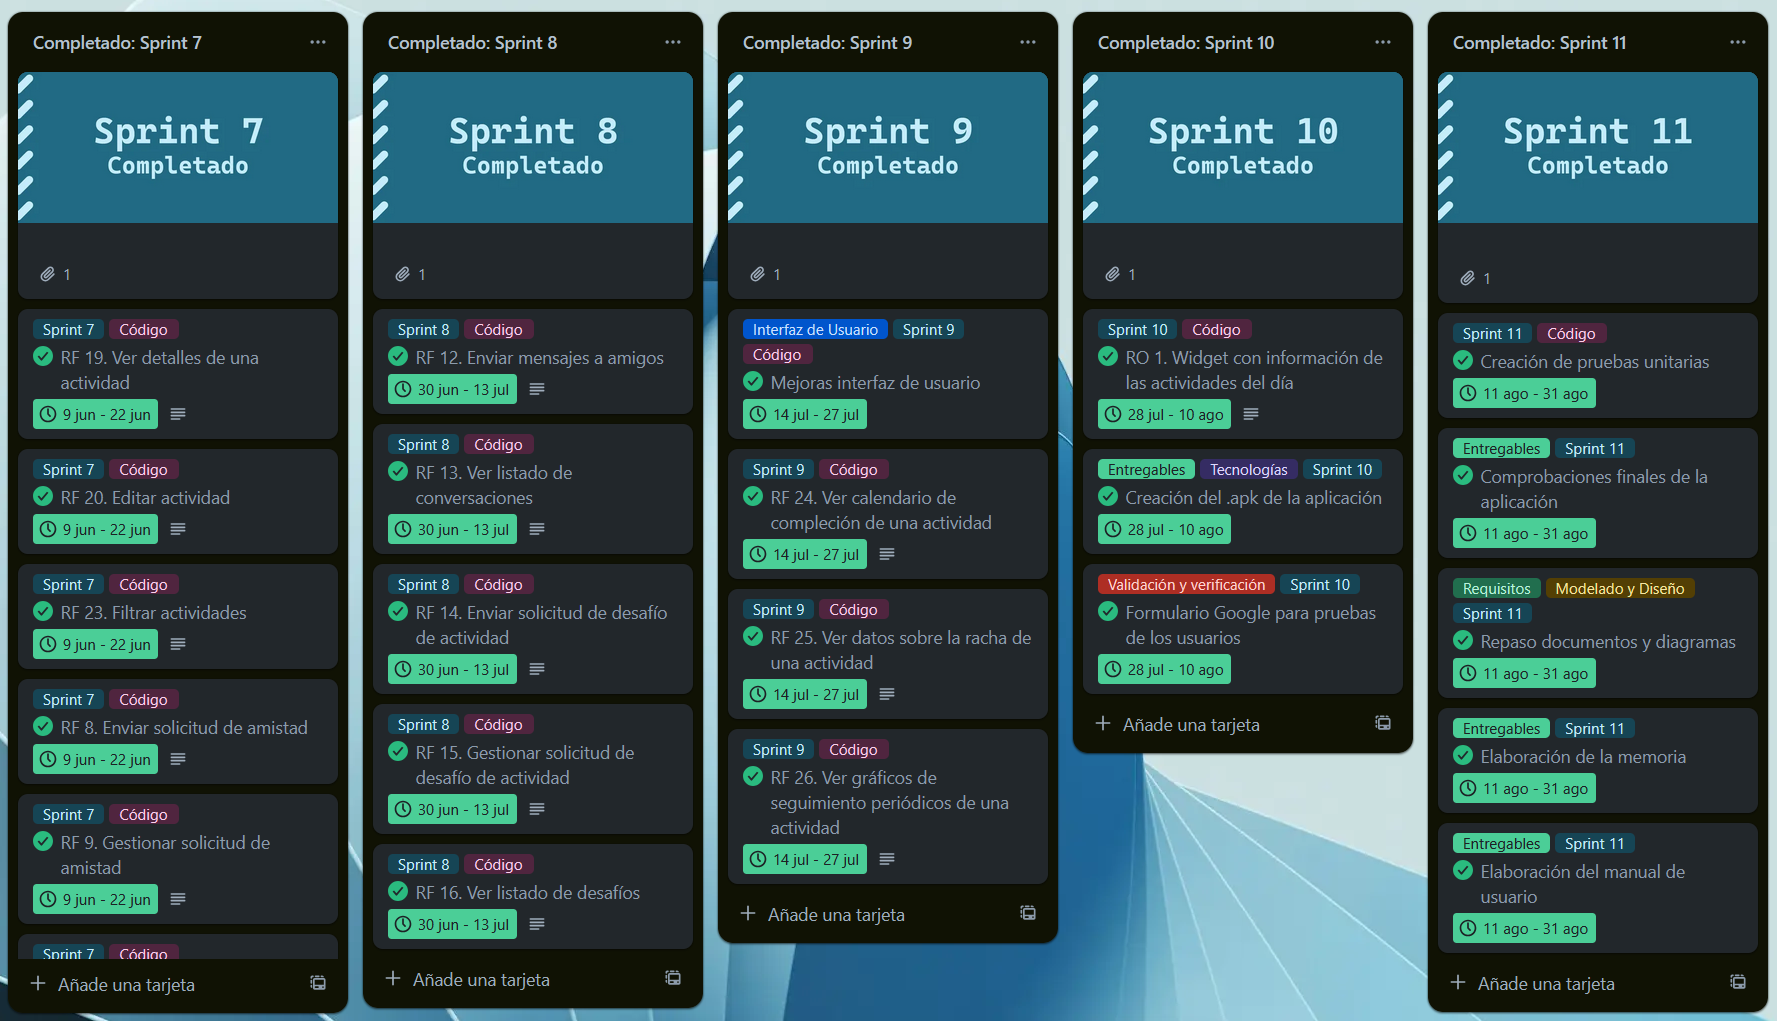 Completado: Sprint 7
Sprint 7
Completado
1
Sprint 7 Código
RF 19. Ver detalles de una
actividad
9 jun - 22 jun
Sprint 7 Código
RF 20. Editar actividad
9 jun - 22 jun
Sprint 7 Código
RF 23. Filtrar actividades
9 jun - 22 jun
Sprint 7 Código
RF 8. Enviar solicitud de amistad
9 jun - 22 jun
Sprint 7 Código
RF 9. Gestionar solicitud de
amistad
9 jun - 22 jun
Sprint 7 Código
Añade una tarjeta
Completado: Sprint 8
Sprint 8
Completado
1
Sprint 8 Código
RF 12. Enviar mensajes a amigos
30 jun - 13 jul
Sprint 8 Código
RF 13. Ver listado de
conversaciones
30 jun - 13 jul
Sprint 8 Código
RF 14. Enviar solicitud de desafío
de actividad
30 jun - 13 jul
Sprint 8 Código
RF 15. Gestionar solicitud de
desafío de actividad
30 jun - 13 jul
Sprint 8 Código
RF 16. Ver listado de desafíos
30 jun - 13 jul
Añade una tarjeta
Completado: Sprint 9
Sprint 9
Completado
1
Interfaz de Usuario Sprint 9
Código
Mejoras interfaz de usuario
14 jul - 27 jul
Sprint 9 Código
RF 24. Ver calendario de
compleción de una actividad
14 jul - 27 jul
Sprint 9 Código
RF 25. Ver datos sobre la racha de
una actividad
14 jul - 27 jul
Sprint 9 Código
RF 26. Ver gráficos de
seguimiento periódicos de una
actividad
14 jul - 27 jul
Añade una tarjeta
Completado: Sprint 10
Sprint 10
Completado
1
Sprint 10 Código
RO 1. Widget con información de
las actividades del día
28 jul - 10 ago
Entregables Tecnologías Sprint 10
Creación del .apk de la aplicación
28 jul - 10 ago
Validación y verificación Sprint 10
Formulario Google para pruebas
de los usuarios
28 jul - 10 ago
Añade una tarjeta
Completado: Sprint 11
Sprint 11
Completado
1
Sprint 11 Código
Creación de pruebas unitarias
11 ago - 31 ago
Entregables Sprint 11
Comprobaciones finales de la
aplicación
11 ago - 31 ago
Requisitos Modelado y Diseño
Sprint 11
Repaso documentos y diagramas
11 ago - 31 ago
Entregables Sprint 11
Elaboración de la memoria
11 ago - 31 ago
Entregables Sprint 11
Elaboración del manual de
usuario
11 ago - 31 ago
Añade una tarjeta